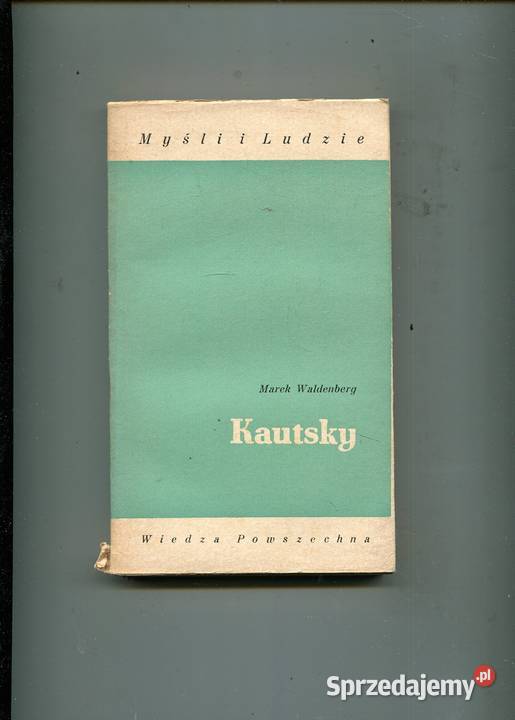 Myśli i Ludzie
Marek Waldenberg
Kautsky
Wiedza Powszechna
Sprzedajemy.pl